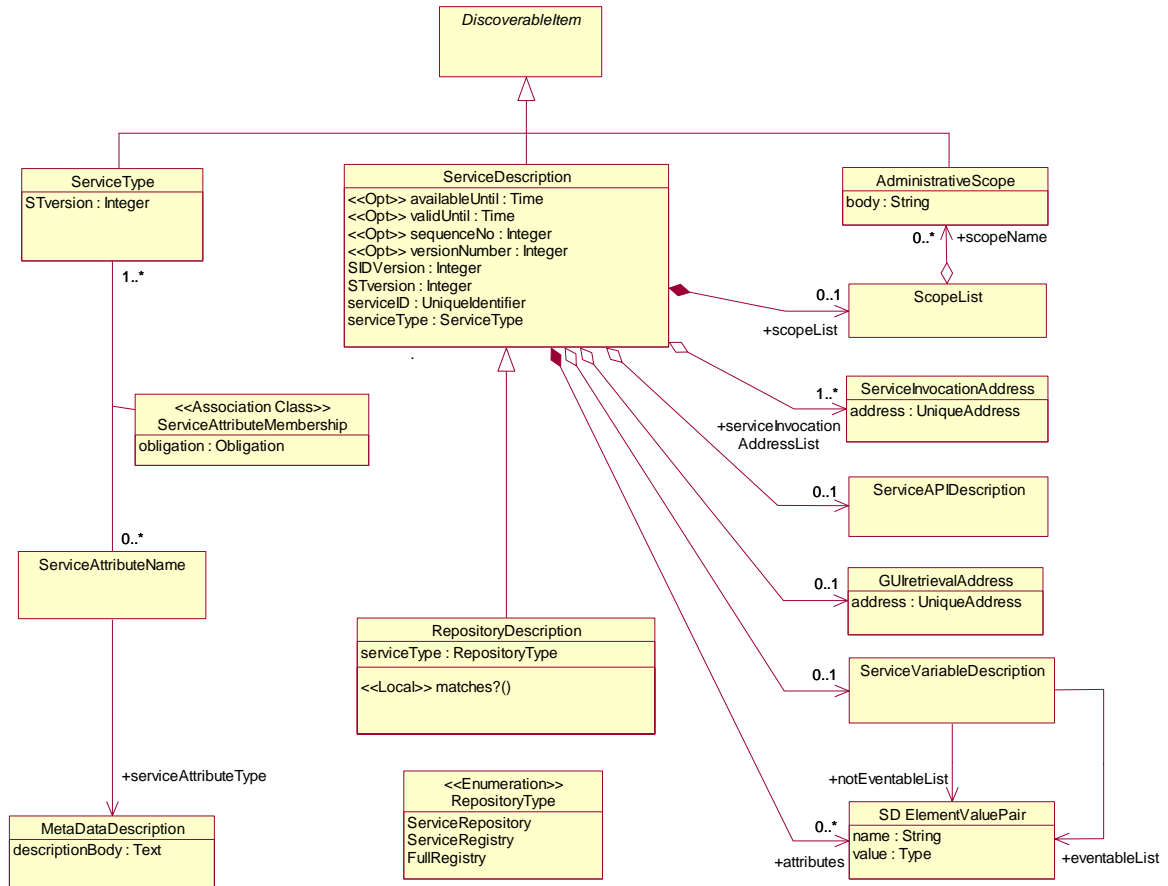 DiscoverableItem
ServiceType
STversion : Integer
ServiceDescription
<<Opt>> availableUntil : Time
<<Opt>> validUntil : Time
<<Opt>> sequenceNo : Integer
<<Opt>> versionNumber : Integer
SIDVersion : Integer
STversion : Integer
serviceID : UniqueIdentifier
serviceType : ServiceType
.
AdministrativeScope
body : String
0..*
+scopeName
ScopeList
0..1
+scopeList
1..*
<<Association Class>>
ServiceAttributeMembership
obligation : Obligation
0..*
ServiceAttributeName
+serviceAttributeType
MetaDataDescription
descriptionBody : Text
ServiceInvocationAddress
address : UniqueAddress
1..*
+serviceInvocation
AddressList
ServiceAPIDescription
0..1
GUIretrievalAddress
address : UniqueAddress
0..1
ServiceVariableDescription
0..1
RepositoryDescription
serviceType : RepositoryType
<<Local>> matches?()
<<Enumeration>>
RepositoryType
ServiceRepository
ServiceRegistry
FullRegistry
+notEventableList
SD ElementValuePair
name : String
value : Type
0..*
+attributes
+eventableList